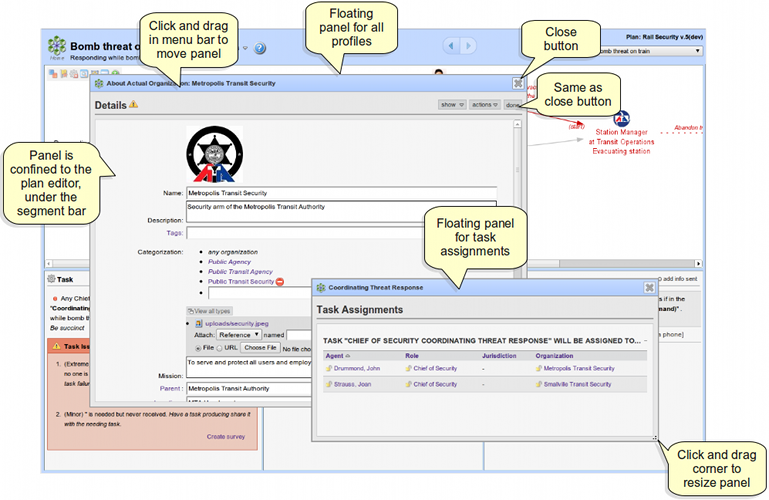 Click and drag
in menu bar to
move panel
Floating
panel for all
profiles
Close
button
Same as
close button
Panel is
confined to the
plan editor,
under the
segment bar
Floating panel
for task
assignments
Click and drag
corner to
resize panel
Home
Bomb threat o
Responding while bomb
Plan: Rail Security v.5(dev)
omb threat on train
About Actual Organization: Metropolis Transit Security
Details
show
actions
done
(start)
Station Manager
at Transit Operations
Evacuating station
Abandon tr
Name: Metropolis Transit Security
Description: Security arm of the Metropolis Transit Authority
Tags:
Categorization:
any organization
Public Agency
Public Transit Agency
Public Transit Security
View all types
uploads/security.jpeg
Attach: Reference named
File URL Choose File No file cho
To serve and protect all users and employ
Mission:
Parent: Metropolis Transit Authority
Task
Any Chief
"Coordinating
while bomb th
Be succinct
Task Issu
1. (Extreme
no one is
task failur
2. (Minor) '' is needed but never received. Have a task producing share it
with the needing task.
Create survey
add info sent
s if in the
mand)" .
a phone]
Coordinating Threat Response
Task Assignments
TASK "CHIEF OF SECURITY COORDINATING THREAT RESPONSE" WILL BE ASSIGNED TO...
Agent Role Jurisdiction Organization
Drummond, John Chief of Security - Metropolis Transit Security
Strauss, Joan Chief of Security - Smallville Transit Security